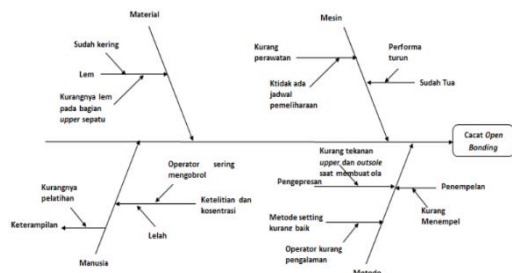 Material
Mesin
Sudah kering
Lem
Kurangnya lem
pada bagian
upper sepatu
Kurang
perawatan
Ktidak ada
jadwal
pemeliharaan
Performa
turun
Sudah Tua
Cacat Open
Bonding
Kurangnya
pelatihan
Keterampilan
Manusia
Operator sering
mengobrol
Ketelitian dan
kosentrasi
Lelah
Kurang tekanan
upper dan outsole
saat membuat ola
Pengepresan
Metode setting
kurang baik
Operator kurang
pengalaman
Penempelan
Kurang
Menempel
Metode